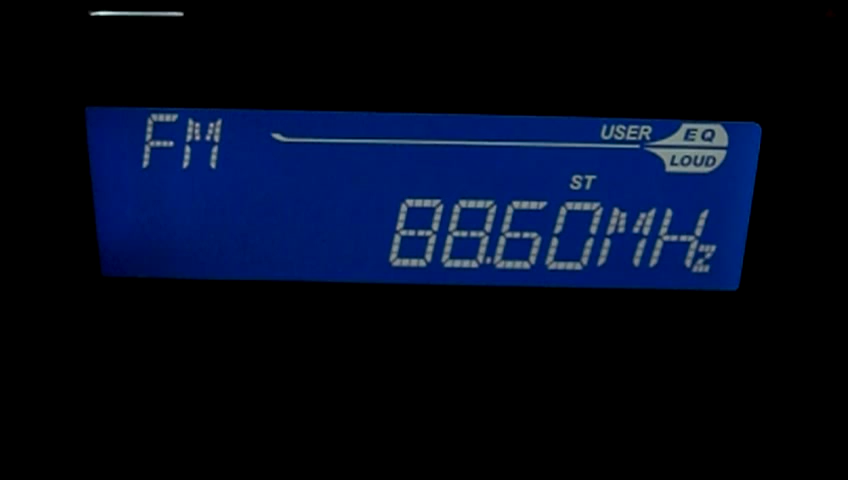 FM
USER EQ
LOUD
ST
88.60MHz